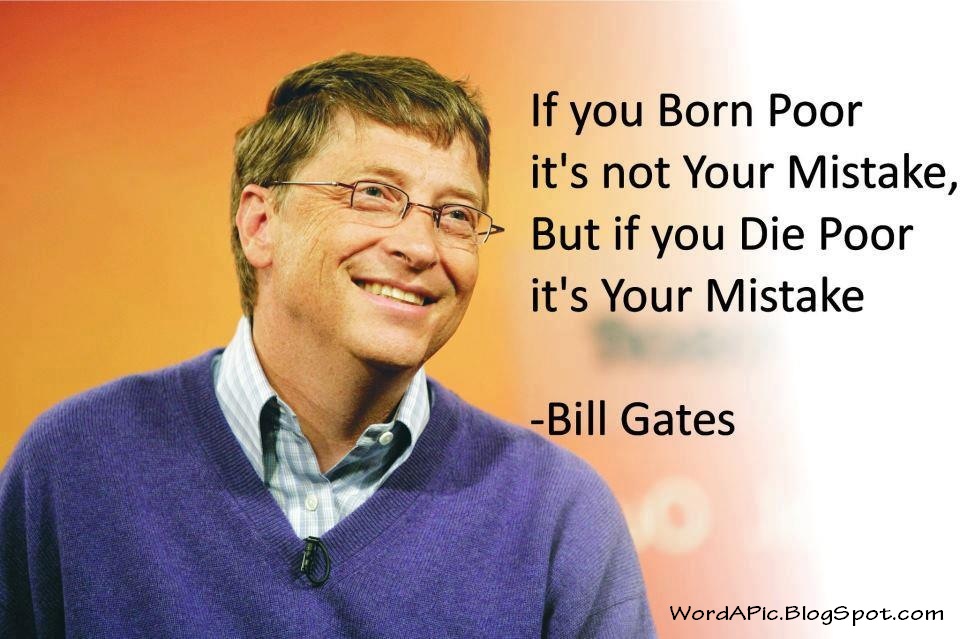 If you Born Poor
it's not Your Mistake,
But if you Die Poor
it's Your Mistake
-Bill Gates
WordAPic.BlogSpot.com